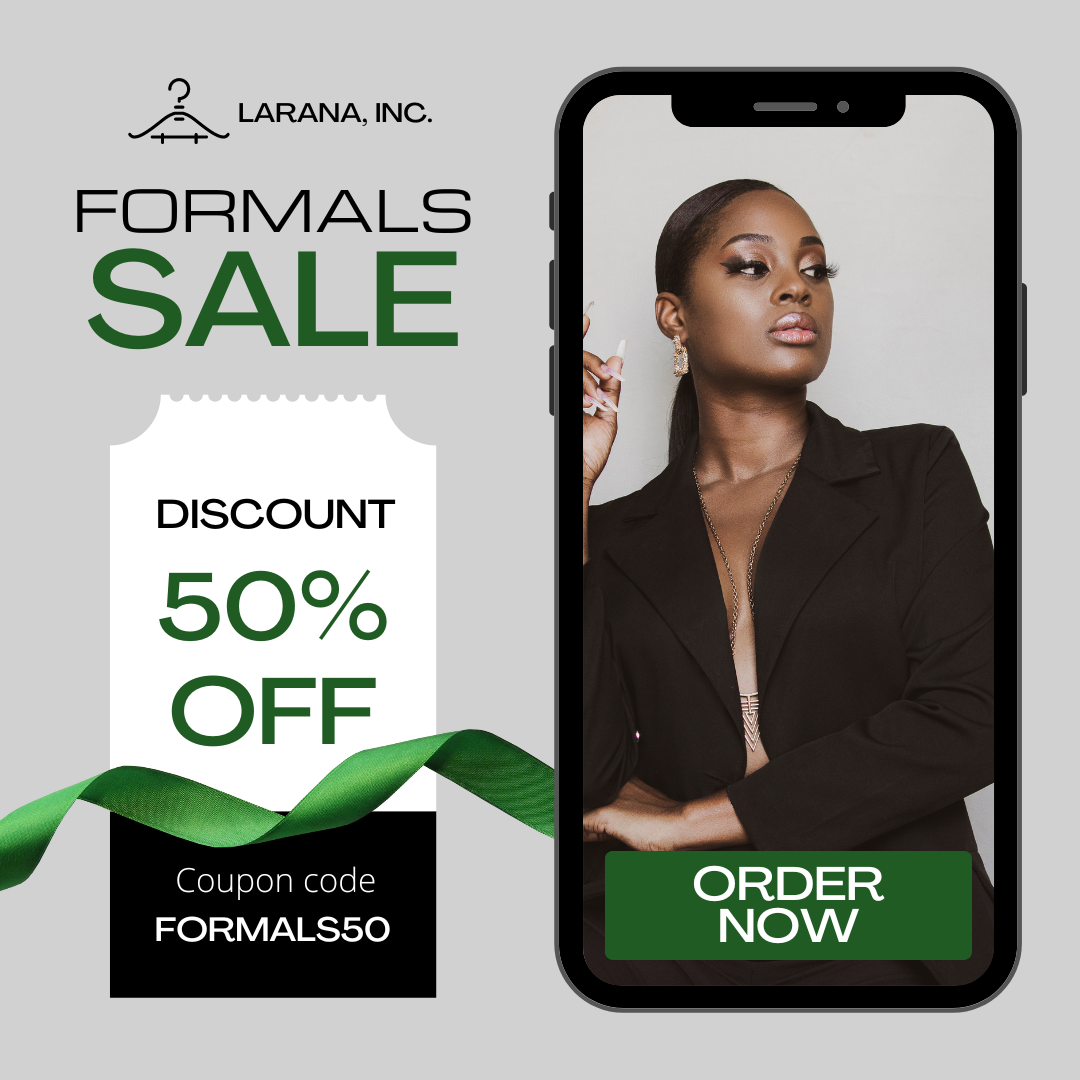 LARANA, INC.
FORMALS
SALE
DISCOUNT
50%
OFF
Coupon code
FORMALS50
ORDER
NOW